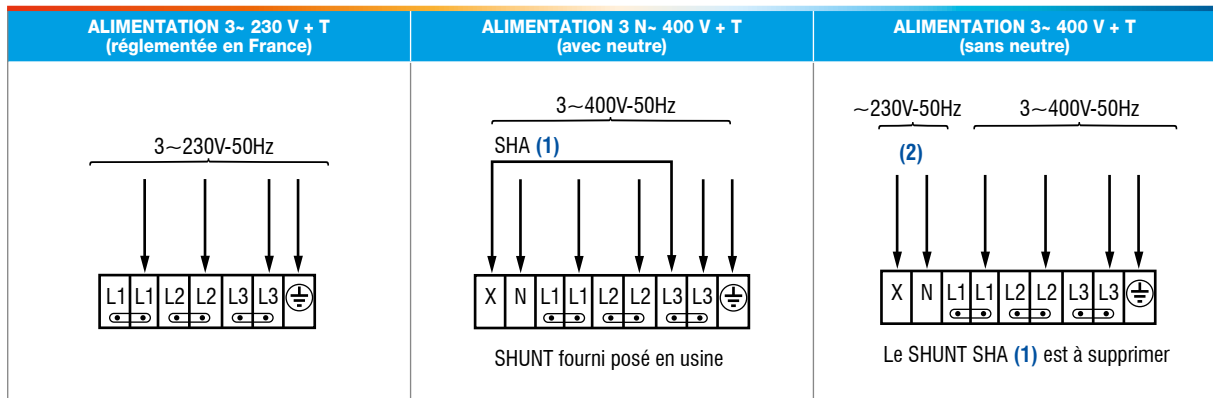 ALIMENTATION 3~ 230 V + T
(réglementée en France)
3~230V-50Hz
L1 L1 L2 L2 L3 L3
ALIMENTATION 3 N~ 400 V + T
(avec neutre)
3~400V-50Hz
SHA (1)
X N L1 L1 L2 L2 L3 L3
SHUNT fourni posé en usine
ALIMENTATION 3~ 400 V + T
(sans neutre)
~230V-50Hz 3~400V-50Hz
(2)
X N L1 L1 L2 L2 L3 L3
Le SHUNT SHA (1) est à supprimer